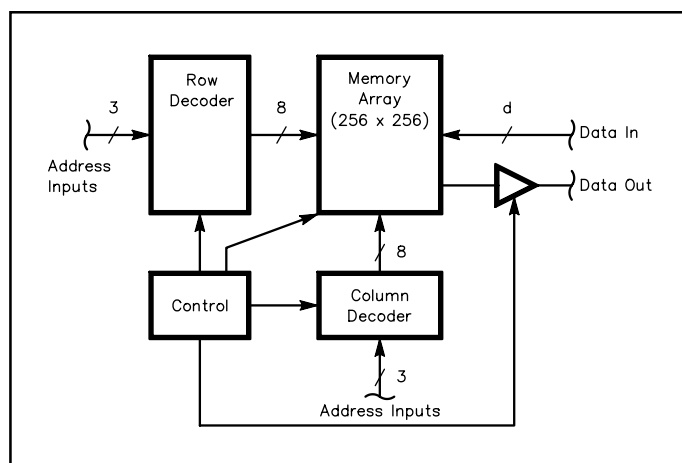 Row
Decoder
Memory
Array
(256 x 256)
3
8
d
Data In
Address
Inputs
Data Out
8
Control
Column
Decoder
3
Address Inputs